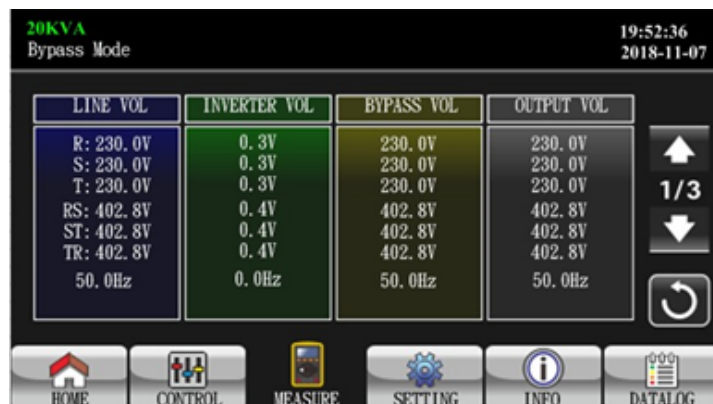 20KVA
Bypass Mode
19:52:36
2018-11-07
LINE VOL
R: 230.0V
S: 230.0V
T: 230.0V
RS: 402.8V
ST: 402.8V
TR: 402.8V
50.0Hz
INVERTER VOL
0.3V
0.3V
0.3V
0.4V
0.4V
0.4V
0.0Hz
BYPASS VOL
230.0V
230.0V
230.0V
402.8V
402.8V
402.8V
50.0Hz
OUTPUT VOL
230.0V
230.0V
230.0V
402.8V
402.8V
402.8V
50.0Hz
1/3
HOME
CONTROL
MEASURE
SETTING
INFO
DATALOG